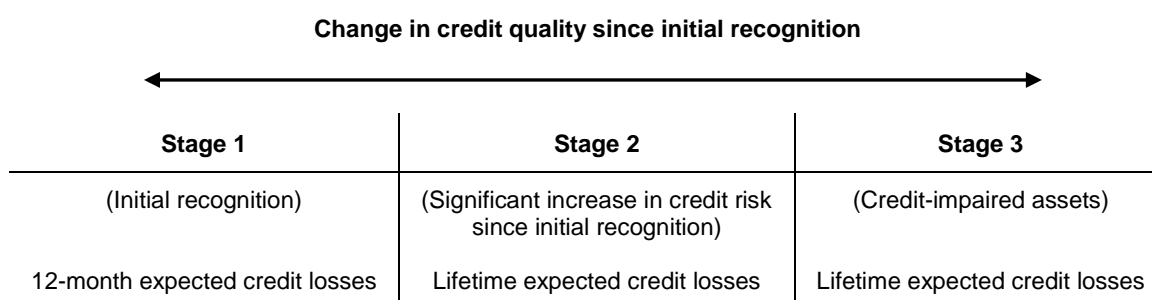 Change in credit quality since initial recognition
Stage 1
Stage 2
Stage 3
(Initial recognition)
(Significant increase in credit risk
since initial recognition)
(Credit-impaired assets)
12-month expected credit losses
Lifetime expected credit losses
Lifetime expected credit losses